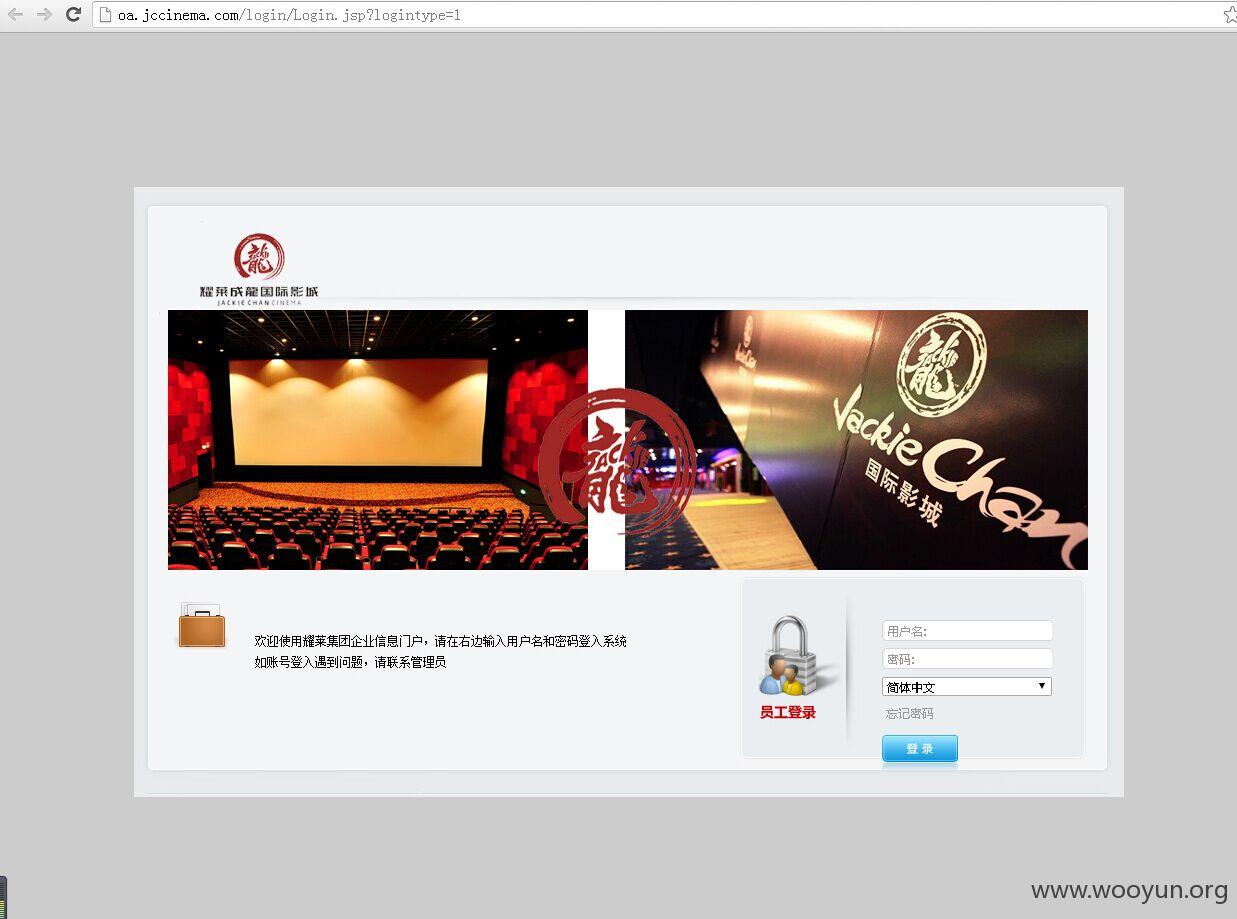 oa.jccinema.com/login/Login.jsp?logintype=1
龍
耀莱成龍国际影城
JACKIE CHAN CINEMA
龍
JACKIE
龍
JACKIE
Jackie Chan
国际影城
欢迎使用耀莱集团企业信息门户，请在右边输入用户名和密码登入系统
如账号登入遇到问题，请联系管理员
员工登录
用户名:
密码:
简体中文
忘记密码
登 录
www.wooyun.org